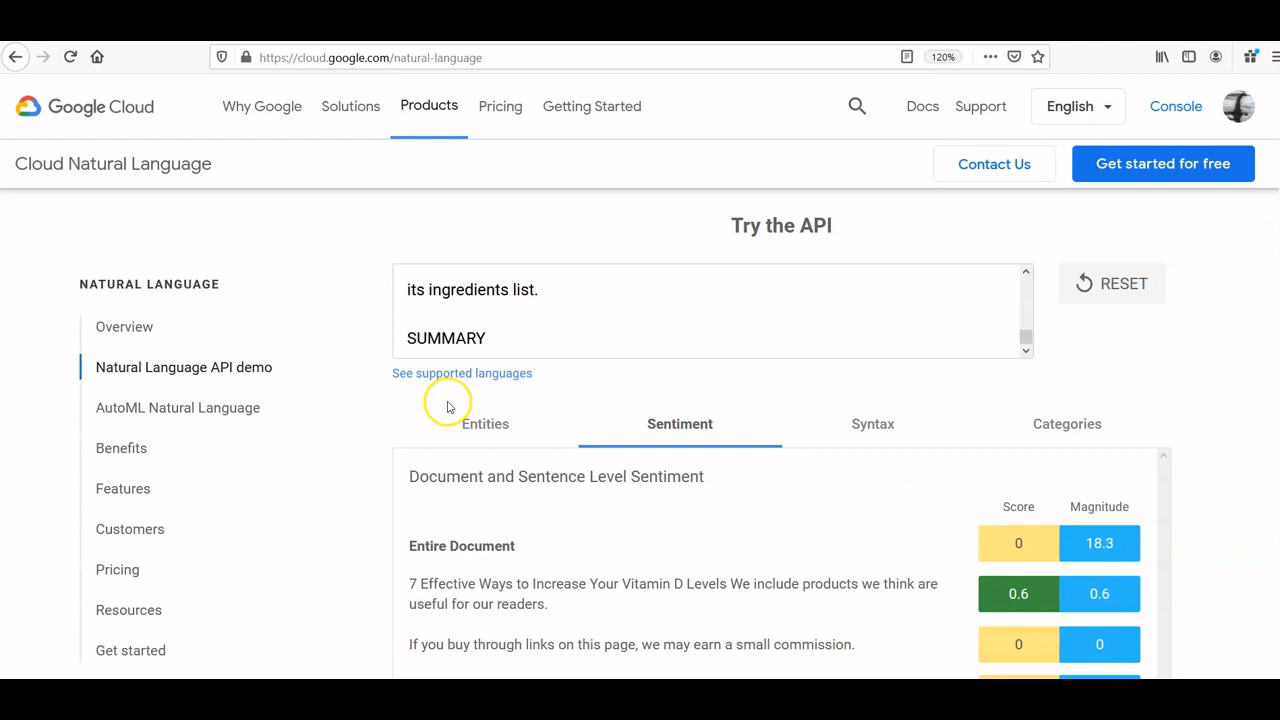 https://cloud.google.com/natural-language
120%
Google Cloud
Why Google
Solutions
Products
Pricing
Getting Started
Docs
Support
English
Console
Cloud Natural Language
Contact Us
Get started for free
Try the API
NATURAL LANGUAGE
Overview
Natural Language API demo
AutoML Natural Language
Benefits
Features
Customers
Pricing
Resources
Get started
its ingredients list.
SUMMARY
RESET
See supported languages
Entities
Sentiment
Syntax
Categories
Document and Sentence Level Sentiment
Score
Magnitude
Entire Document
0
18.3
7 Effective Ways to Increase Your Vitamin D Levels We include products we think are
useful for our readers.
0.6
0.6
If you buy through links on this page, we may earn a small commission.
0
0